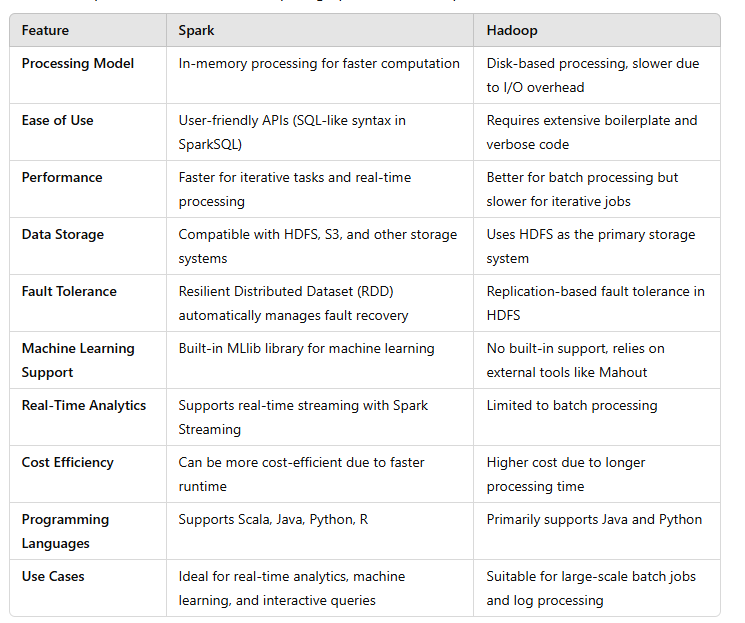 Feature Spark Hadoop
Processing Model In-memory processing for faster computation Disk-based processing, slower due
to I/O overhead
Ease of Use User-friendly APIs (SQL-like syntax in Requires extensive boilerplate and
SparkSQL) verbose code
Performance Faster for iterative tasks and real-time Better for batch processing but
processing slower for iterative jobs
Data Storage Compatible with HDFS, S3, and other storage Uses HDFS as the primary storage
systems system
Fault Tolerance Resilient Distributed Dataset (RDD) Replication-based fault tolerance in
automatically manages fault recovery HDFS
Machine Learning Built-in MLlib library for machine learning No built-in support, relies on
Support external tools like Mahout
Real-Time Analytics Supports real-time streaming with Spark Limited to batch processing
Streaming
Cost Efficiency Can be more cost-efficient due to faster Higher cost due to longer
runtime processing time
Programming Supports Scala, Java, Python, R Primarily supports Java and Python
Languages
Use Cases Ideal for real-time analytics, machine Suitable for large-scale batch jobs
learning, and interactive queries and log processing